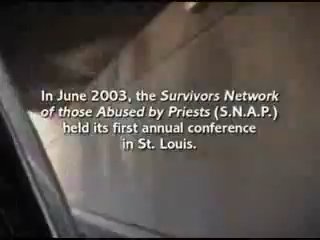 In June 2003, the Survivors Network
of those Abused by Priests (S.N.A.P.)
held its first annual conference
in St. Louis.